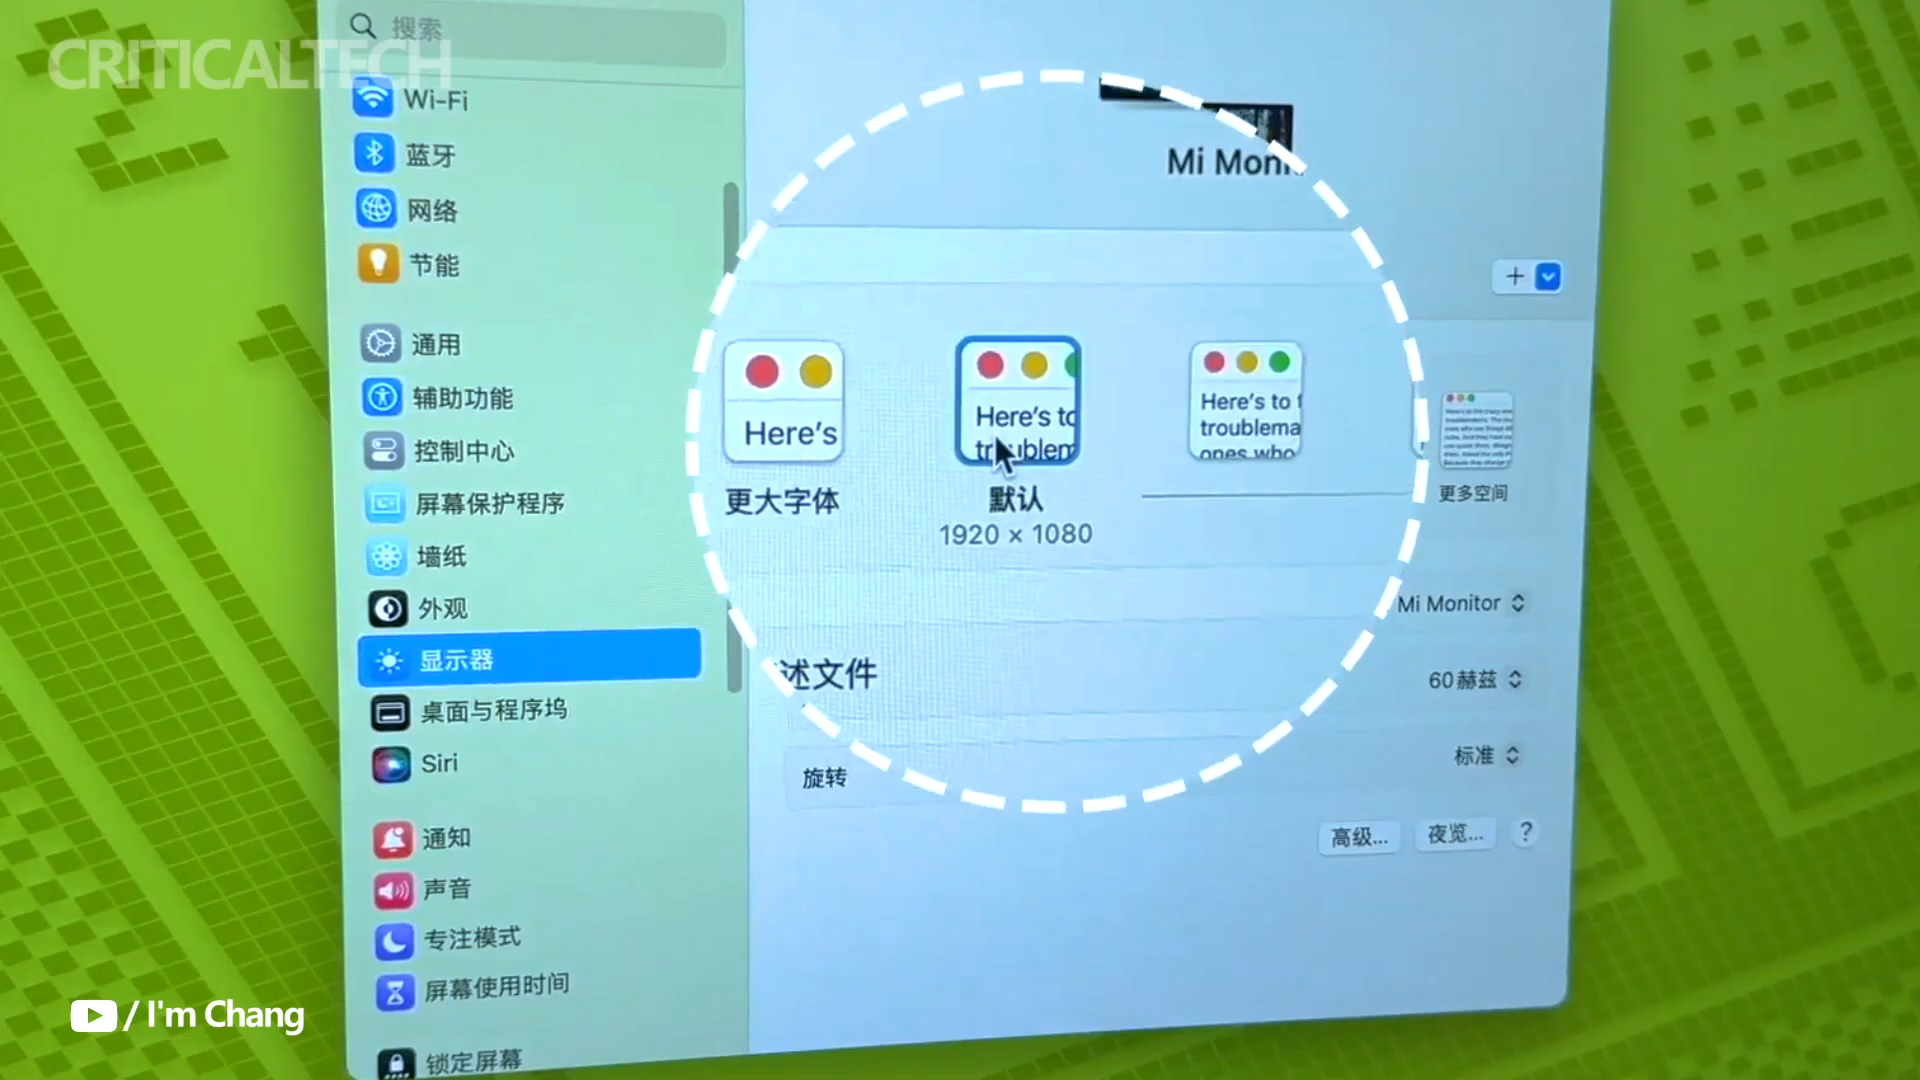 搜索
CRITICALTECH
Wi-Fi
蓝牙
网络
节能
通用
辅助功能
控制中心
屏幕保护程序
墙纸
外观
显示器
桌面与程序坞
Siri
通知
声音
专注模式
屏幕使用时间
锁定屏幕
Mi Moni
Here's
Here's to
troublem
Here's to
troublema
ones who
更大字体
默认
1920 × 1080
更多空间
Mi Monitor
述文件
60赫兹
旋转
标准
高级...
夜览...
?
/ I'm Chang